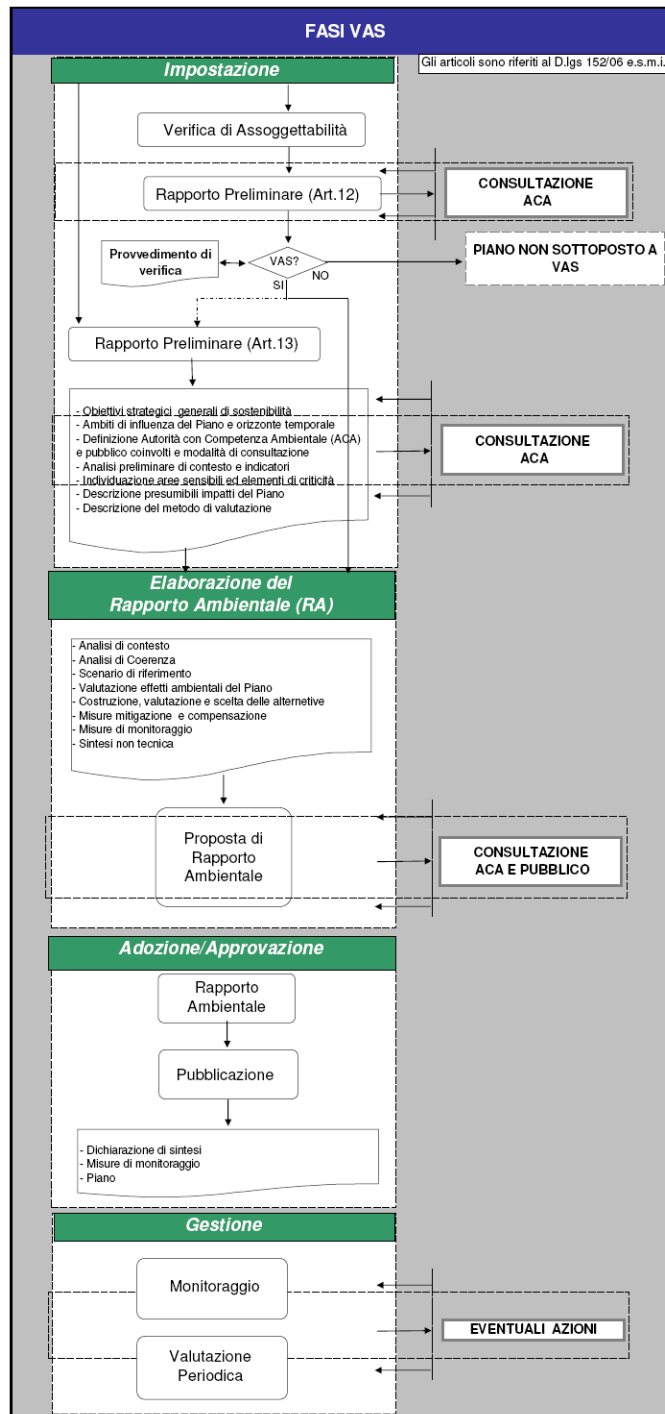 FASI VAS
Impostazione
Gli articoli sono riferiti al D.lgs 152/06 e.s.m.i.
Verifica di Assoggettabilità
Rapporto Preliminare (Art.12)
CONSULTAZIONE
ACA
Provvedimento di
verifica
VAS?
NO
SI
PIANO NON SOTTOPOSTO A
VAS
Rapporto Preliminare (Art.13)
- Obiettivi strategici generali di sostenibilità
- Ambiti di influenza del Piano e orizzonte temporale
- Definizione Autorità con Competenza Ambientale (ACA)
e pubblico coinvolti e modalità di consultazione
- Analisi preliminare di contesto e indicatori
- Individuazione aree sensibili ed elementi di criticità
- Descrizione presumibili impatti del Piano
- Descrizione del metodo di valutazione
CONSULTAZIONE
ACA
Elaborazione del
Rapporto Ambientale (RA)
- Analisi di contesto
- Analisi di Coerenza
- Scenario di riferimento
- Valutazione effetti ambientali del Piano
- Costruzione, valutazione e scelta delle alternetive
- Misure mitigazione e compensazione
- Misure di monitoraggio
- Sintesi non tecnica
Proposta di
Rapporto
Ambientale
CONSULTAZIONE
ACA E PUBBLICO
Adozione/Approvazione
Rapporto
Ambientale
Pubblicazione
- Dichiarazione di sintesi
- Misure di monitoraggio
- Piano
Gestione
Monitoraggio
EVENTUALI AZIONI
Valutazione
Periodica